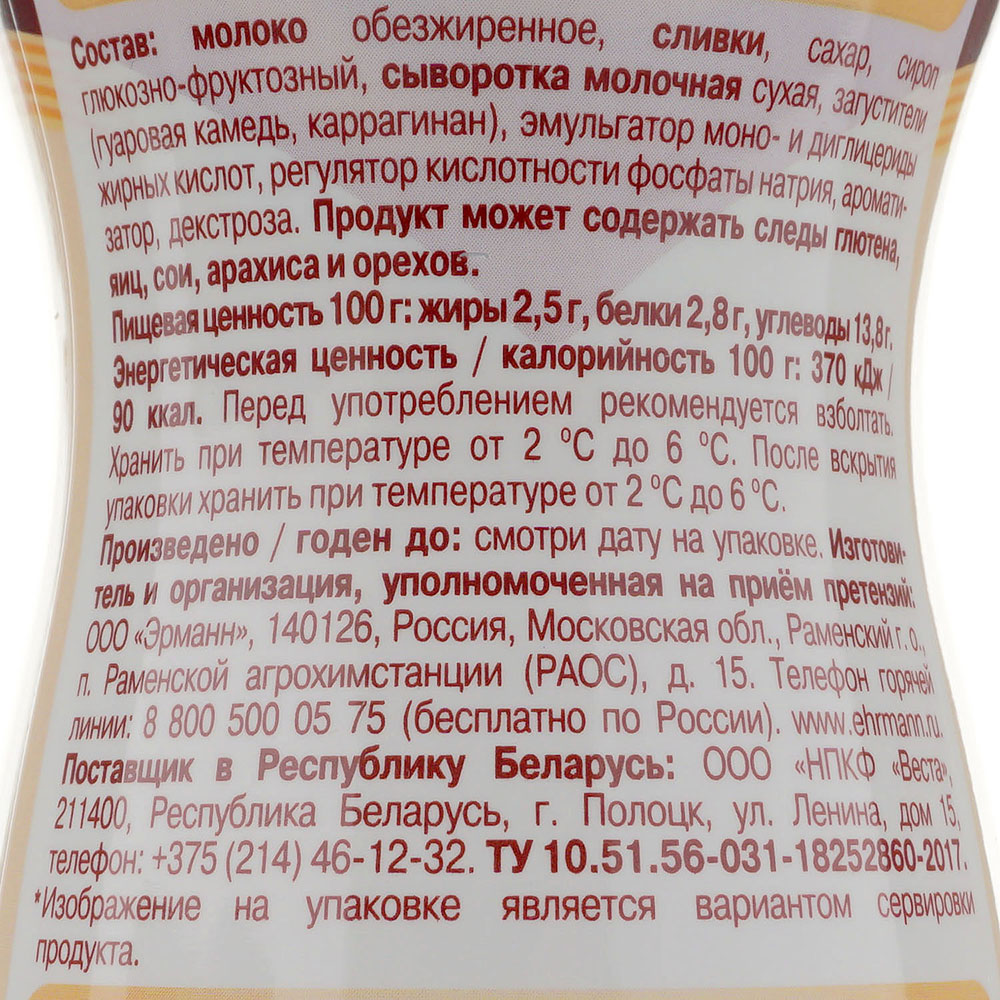 Состав: молоко обезжиренное, сливки, сахар, сироп
глюкозно-фруктозный, сыворотка молочная сухая, загустители
(гуаровая камедь, каррагинан), эмульгатор моно- и диглицериды
жирных кислот, регулятор кислотности фосфаты натрия, аромати-
затор, декстроза. Продукт может содержать следы глютена,
яиц, сои, арахиса и орехов.
Пищевая ценность 100 г: жиры 2,5 г, белки 2,8 г, углеводы 13,8 г.
Энергетическая ценность / калорийность 100 г: 370 кДж /
90 ккал. Перед употреблением рекомендуется взболтать.
Хранить при температуре от 2 °С до 6 °С. После вскрытия
упаковки хранить при температуре от 2 °С до 6 °С.
Произведено / годен до: смотри дату на упаковке. Изготови-
тель и организация, уполномоченная на приём претензий:
ООО «Эрманн», 140126, Россия, Московская обл., Раменский г. о.,
п. Раменской агрохимстанции (РАОС), д. 15. Телефон горячей
линии: 8 800 500 05 75 (бесплатно по России). www.ehrmann.ru.
Поставщик в Республику Беларусь: ООО «НПКФ «Веста»,
211400, Республика Беларусь, г. Полоцк, ул. Ленина, дом 15,
телефон: +375 (214) 46-12-32. ТУ 10.51.56-031-18252860-2017.
*Изображение на упаковке является вариантом сервировки
продукта.